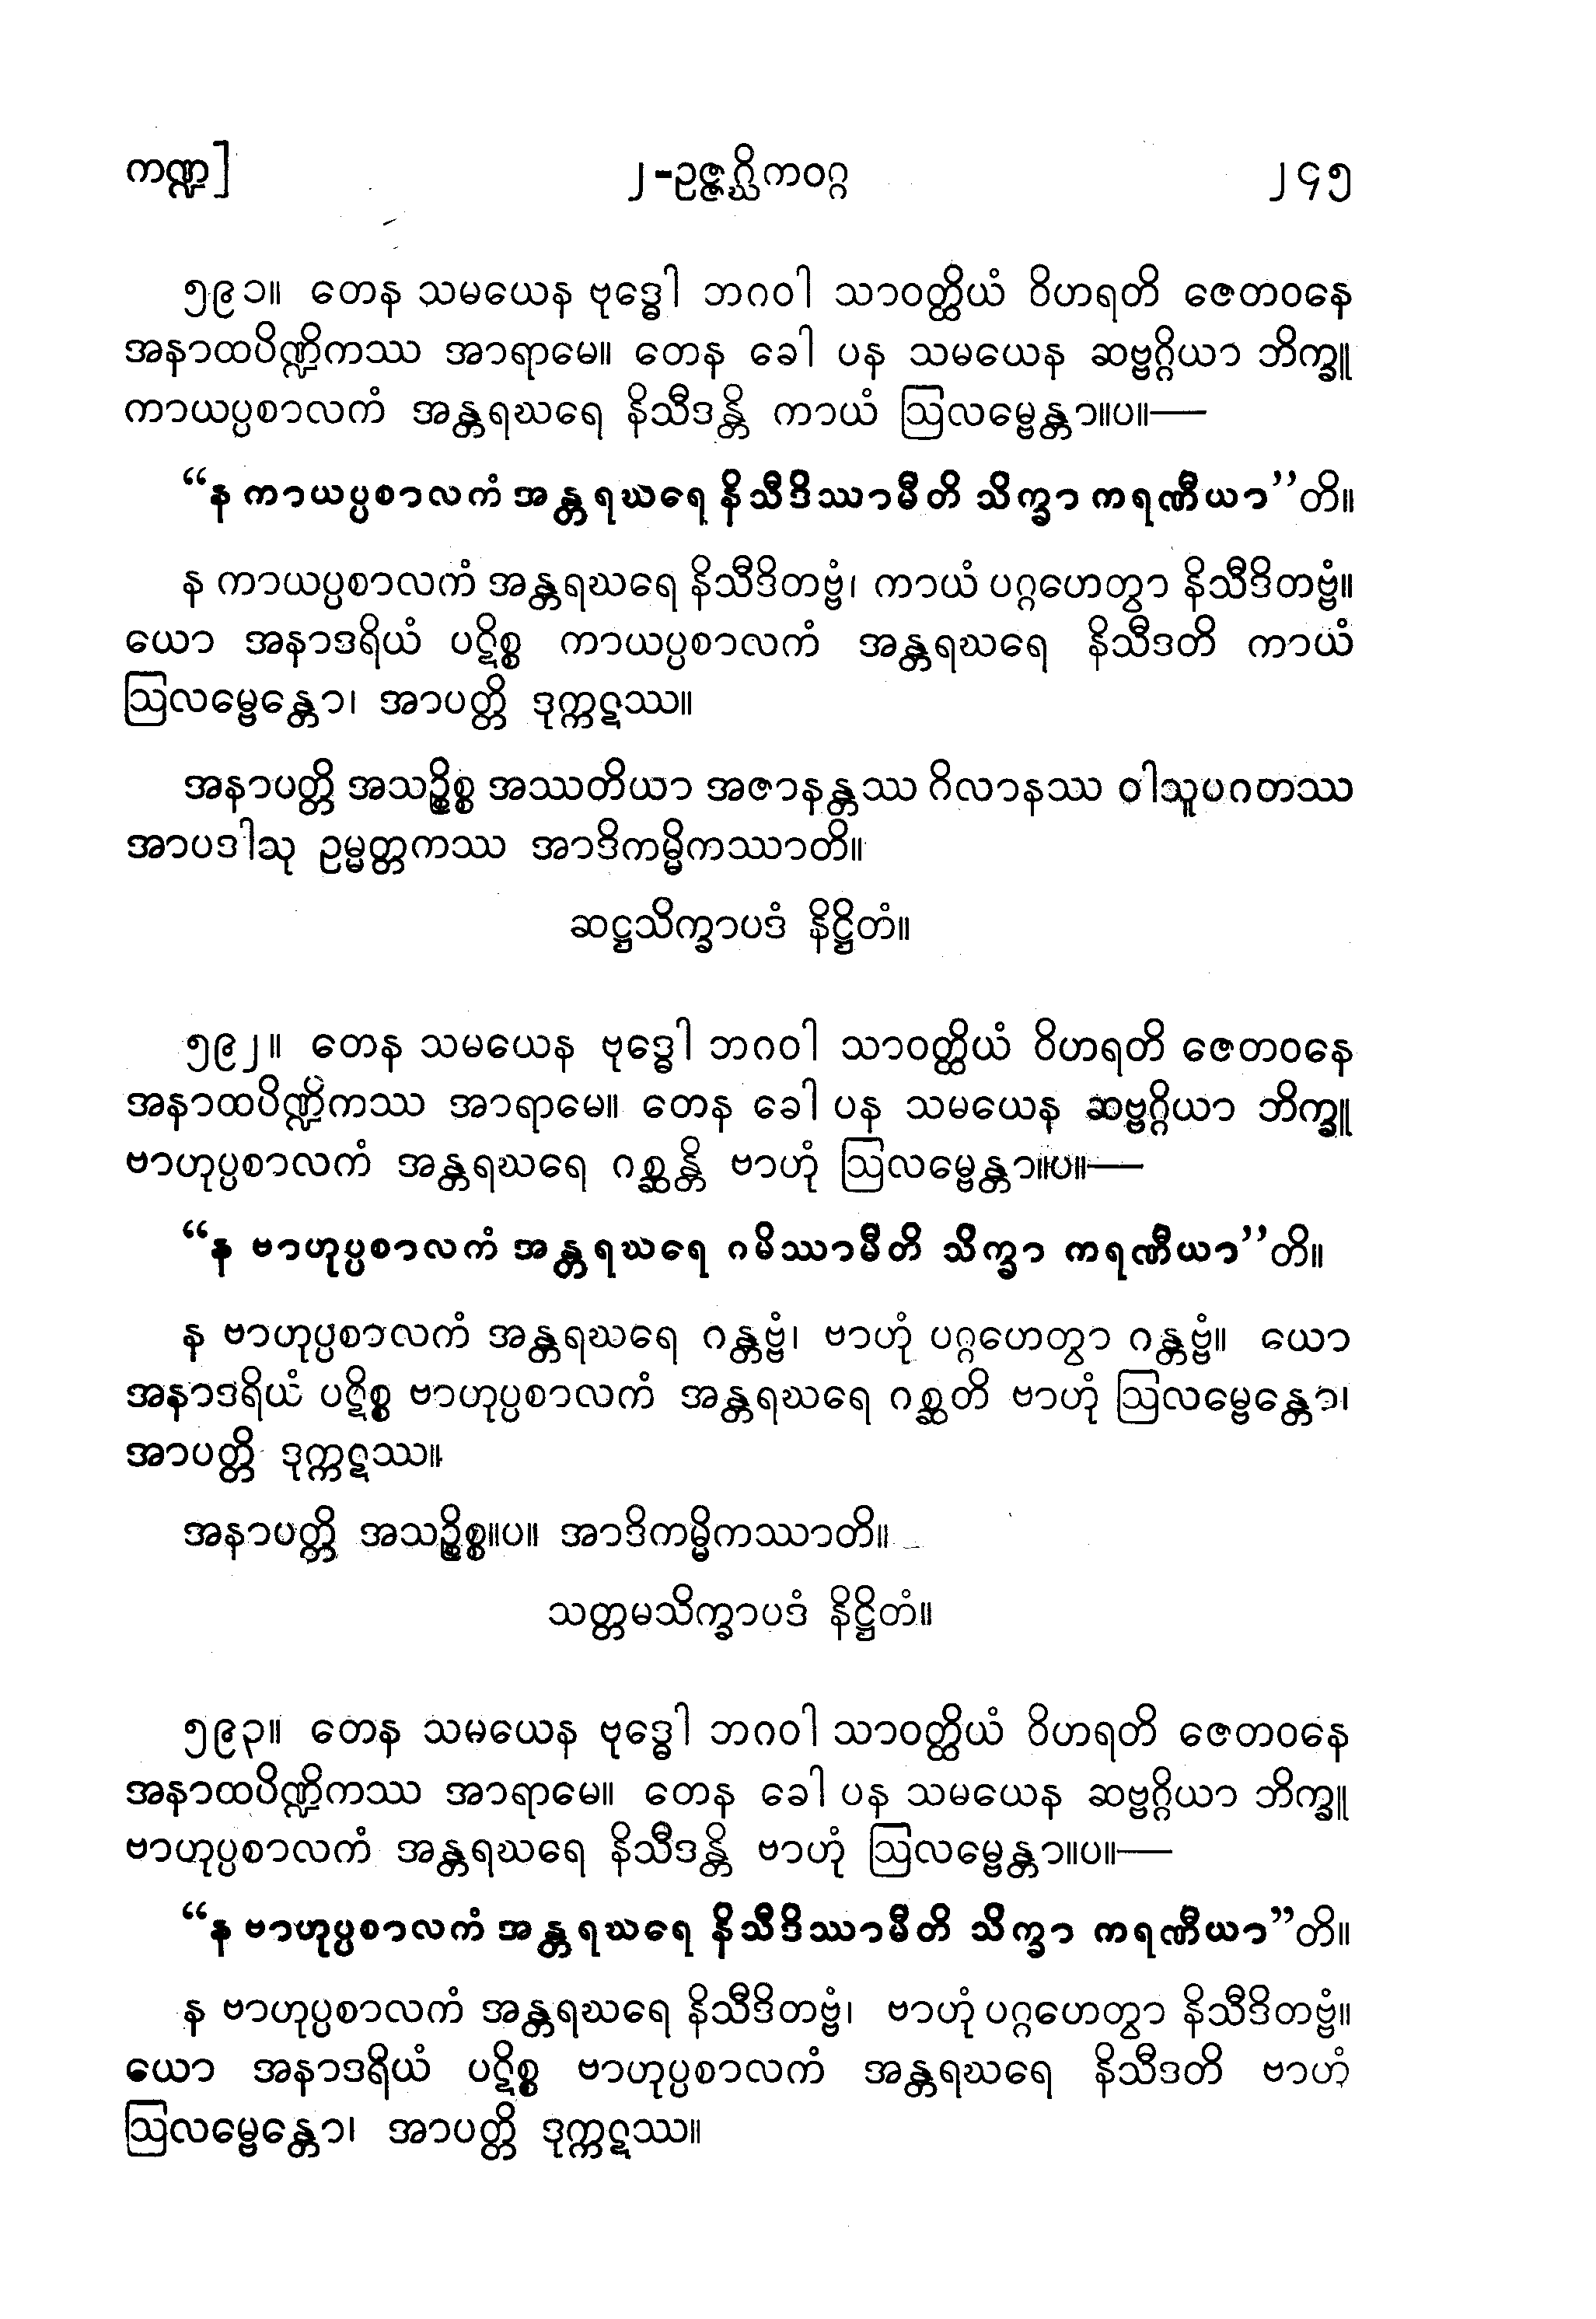 ကဏ္ဍ] ၂-ဥဇ္ဇဂ္ဃိကဝဂ္ဂ ၂၄၅
၅၉၁။ တေန သမယေန ဗုဒ္ဓေါ ဘဂဝါ သာဝတ္ထိယံ ဝိဟရတိ ဇေတဝနေ
အနာထပိဏ္ဍိကဿ အာရာမေ။ တေန ခေါ ပန သမယေန ဆဗ္ဗဂ္ဂိယာ ဘိက္ခူ
ကာယပ္ပစာလကံ အန္တရဃရေ နိသီဒန္တိ ကာယံ ဩလမ္ဗေန္တာ။ပ။—
“န ကာယပ္ပစာလကံ အန္တရဃရေ နိသီဒိဿာမီတိ သိက္ခာ ကရဏီယာ”တိ။
န ကာယပ္ပစာလကံ အန္တရဃရေ နိသီဒိတဗ္ဗံ၊ ကာယံ ပဂ္ဂဟေတွာ နိသီဒိတဗ္ဗံ။
ယော အနာဒရိယံ ပဋိစ္စ ကာယပ္ပစာလကံ အန္တရဃရေ နိသီဒတိ ကာယံ
ဩလမ္ဗေန္တော၊ အာပတ္တိ ဒုက္ကဋဿ။
အနာပတ္တိ အသဉ္စိစ္စ အဿတိယာ အဇာနန္တဿ ဂိလာနဿ ဝါသူပဂတဿ
အာပဒါသု ဥမ္မတ္တကဿ အာဒိကမ္မိကဿာတိ။
ဆဋ္ဌသိက္ခာပဒံ နိဋ္ဌိတံ။
၅၉၂။ တေန သမယေန ဗုဒ္ဓေါ ဘဂဝါ သာဝတ္ထိယံ ဝိဟရတိ ဇေတဝနေ
အနာထပိဏ္ဍိကဿ အာရာမေ။ တေန ခေါ ပန သမယေန ဆဗ္ဗဂ္ဂိယာ ဘိက္ခူ
ဗာဟုပ္ပစာလကံ အန္တရဃရေ ဂစ္ဆန္တိ ဗာဟုံ ဩလမ္ဗေန္တာ။ပ။—
“န ဗာဟုပ္ပစာလကံ အန္တရဃရေ ဂမိဿာမီတိ သိက္ခာ ကရဏီယာ”တိ။
န ဗာဟုပ္ပစာလကံ အန္တရဃရေ ဂန္တဗ္ဗံ၊ ဗာဟုံ ပဂ္ဂဟေတွာ ဂန္တဗ္ဗံ။ ယော
အနာဒရိယံ ပဋိစ္စ ဗာဟုပ္ပစာလကံ အန္တရဃရေ ဂစ္ဆတိ ဗာဟုံ ဩလမ္ဗေန္တော၊
အာပတ္တိ ဒုက္ကဋဿ။
အနာပတ္တိ အသဉ္စိစ္စ။ပ။ အာဒိကမ္မိကဿာတိ။
သတ္တမသိက္ခာပဒံ နိဋ္ဌိတံ။
၅၉၃။ တေန သမယေန ဗုဒ္ဓေါ ဘဂဝါ သာဝတ္ထိယံ ဝိဟရတိ ဇေတဝနေ
အနာထပိဏ္ဍိကဿ အာရာမေ။ တေန ခေါ ပန သမယေန ဆဗ္ဗဂ္ဂိယာ ဘိက္ခူ
ဗာဟုပ္ပစာလကံ အန္တရဃရေ နိသီဒန္တိ ဗာဟုံ ဩလမ္ဗေန္တာ။ပ။—
“န ဗာဟုပ္ပစာလကံ အန္တရဃရေ နိသီဒိဿာမီတိ သိက္ခာ ကရဏီယာ”တိ။
န ဗာဟုပ္ပစာလကံ အန္တရဃရေ နိသီဒိတဗ္ဗံ၊ ဗာဟုံ ပဂ္ဂဟေတွာ နိသီဒိတဗ္ဗံ။
ယော အနာဒရိယံ ပဋိစ္စ ဗာဟုပ္ပစာလကံ အန္တရဃရေ နိသီဒတိ ဗာဟုံ
ဩလမ္ဗေန္တော၊ အာပတ္တိ ဒုက္ကဋဿ။